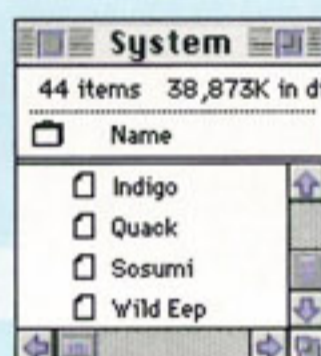 System
44 items 38,873K in d
Name
Indigo
Quack
Sosumi
Wild Eep